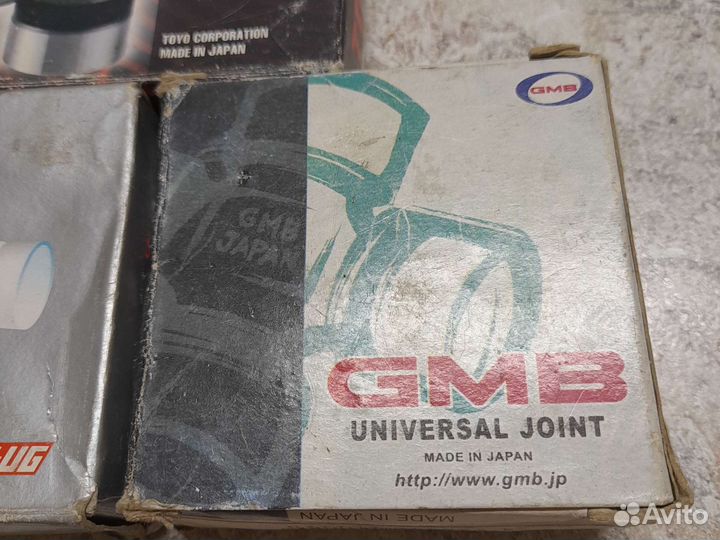 TOYO CORPORATION
MADE IN JAPAN
GMB
GMB
JAPAN
GMB
UNIVERSAL JOINT
MADE IN JAPAN
http://www.gmb.jp
LUG
MADE IN JAPAN
Avito